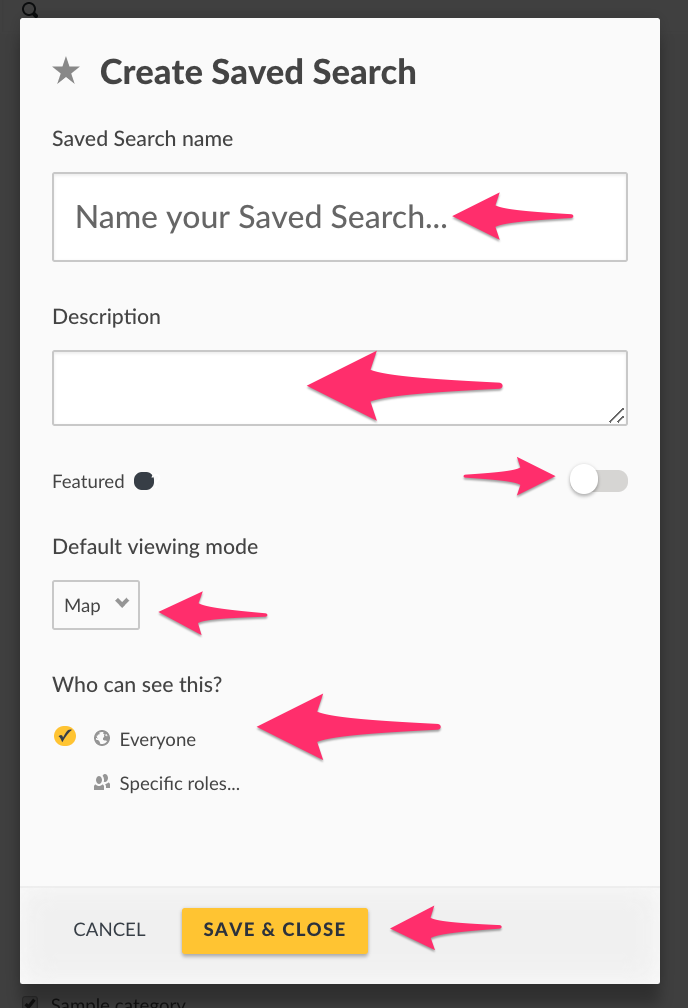 Create Saved Search
Saved Search name
Name your Saved Search...
Description
Featured
Default viewing mode
Map
Who can see this?
Everyone
Specific roles...
CANCEL SAVE & CLOSE
Sample category